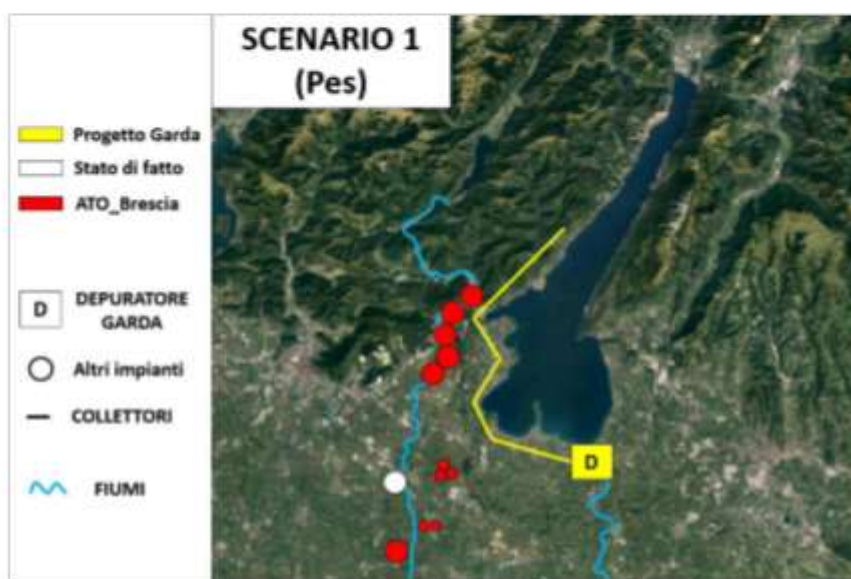 SCENARIO 1
(Pes)
Progetto Garda
Stato di fatto
ATO_Brescia
D
DEPURATORE
GARDA
Altri impianti
COLLETTORI
FIUMI
D